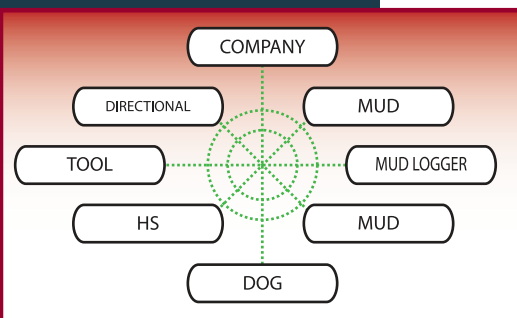 COMPANY
DIRECTIONAL
MUD
TOOL
MUD LOGGER
HS
MUD
DOG